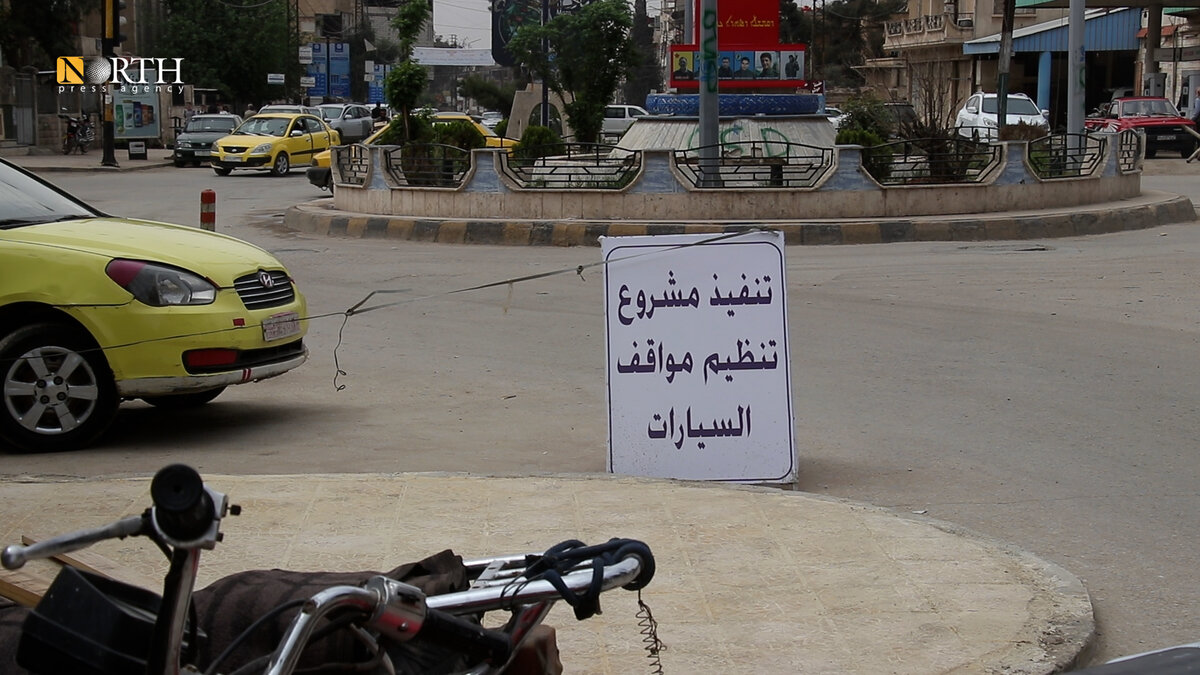 NORTH
press agency
تنفيذ مشروع
تنظيم مواقف
السيارات